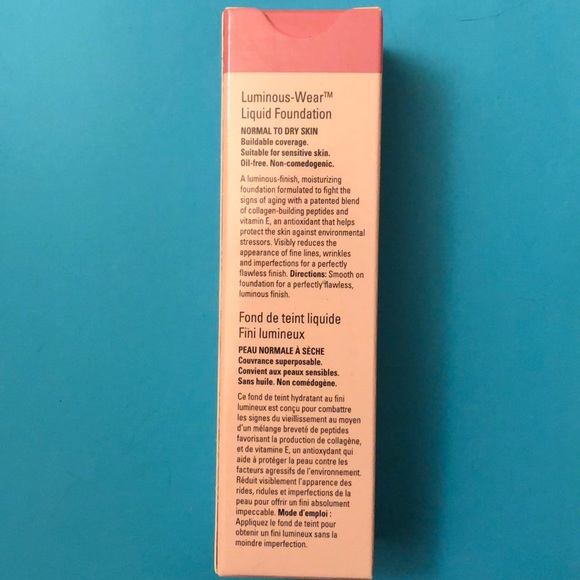 Luminous-Wear™
Liquid Foundation
NORMAL TO DRY SKIN
Buildable coverage.
Suitable for sensitive skin.
Oil-free. Non-comedogenic.
A luminous-finish, moisturizing
foundation formulated to fight the
signs of aging with a patented blend
of collagen-building peptides and
vitamin E, an antioxidant that helps
protect the skin against environmental
stressors. Visibly reduces the
appearance of fine lines, wrinkles
and imperfections for a perfectly
flawless finish. Directions: Smooth on
foundation for a perfectly flawless,
luminous finish.
Fond de teint liquide
Fini lumineux
PEAU NORMALE À SÈCHE
Couvrance superposable.
Convient aux peaux sensibles.
Sans huile. Non comédogène.
Ce fond de teint hydratant au fini
lumineux est conçu pour combattre
les signes du vieillissement au moyen
d'un mélange breveté de peptides
favorisant la production de collagène,
et de vitamine E, un antioxydant qui
aide à protéger la peau contre les
facteurs agressifs de l'environnement.
Réduit visiblement l'apparence des
rides, ridules et imperfections de la
peau pour offrir un fini absolument
impeccable. Mode d'emploi :
Appliquez le fond de teint pour
obtenir un fini lumineux sans la
moindre imperfection.